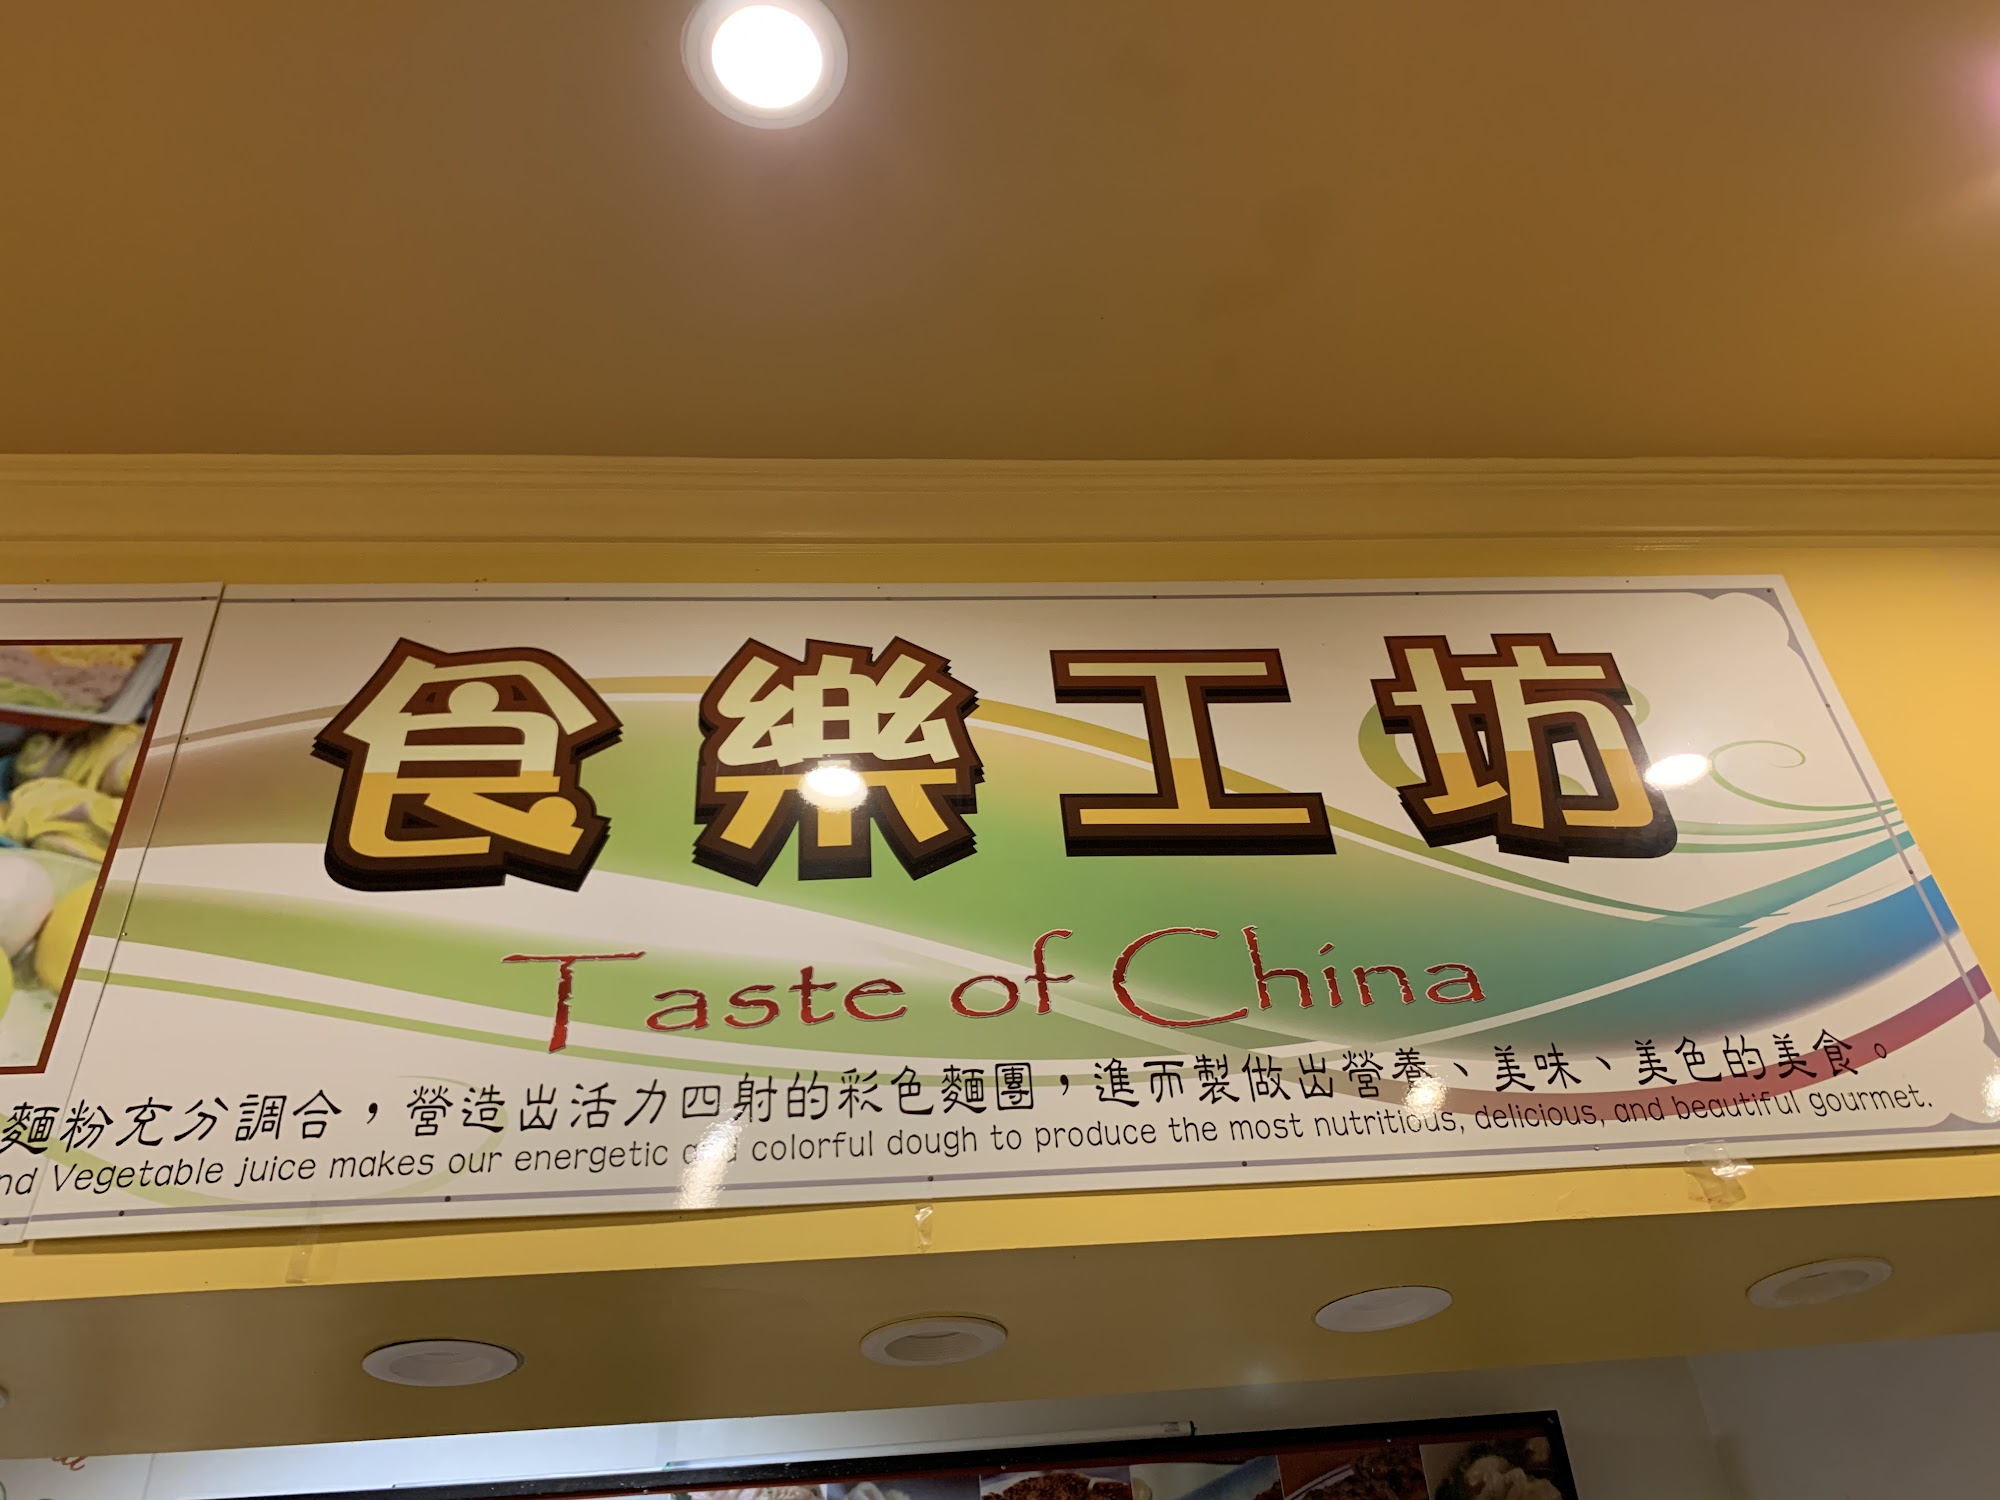 食樂工坊
Taste of China
麵粉充分調合，營造出活力四射的彩色麵團，進而製做出營養、美味、美色的美食。
nd Vegetable juice makes our energetic and colorful dough to produce the most nutritious, delicious, and beautiful gourmet.